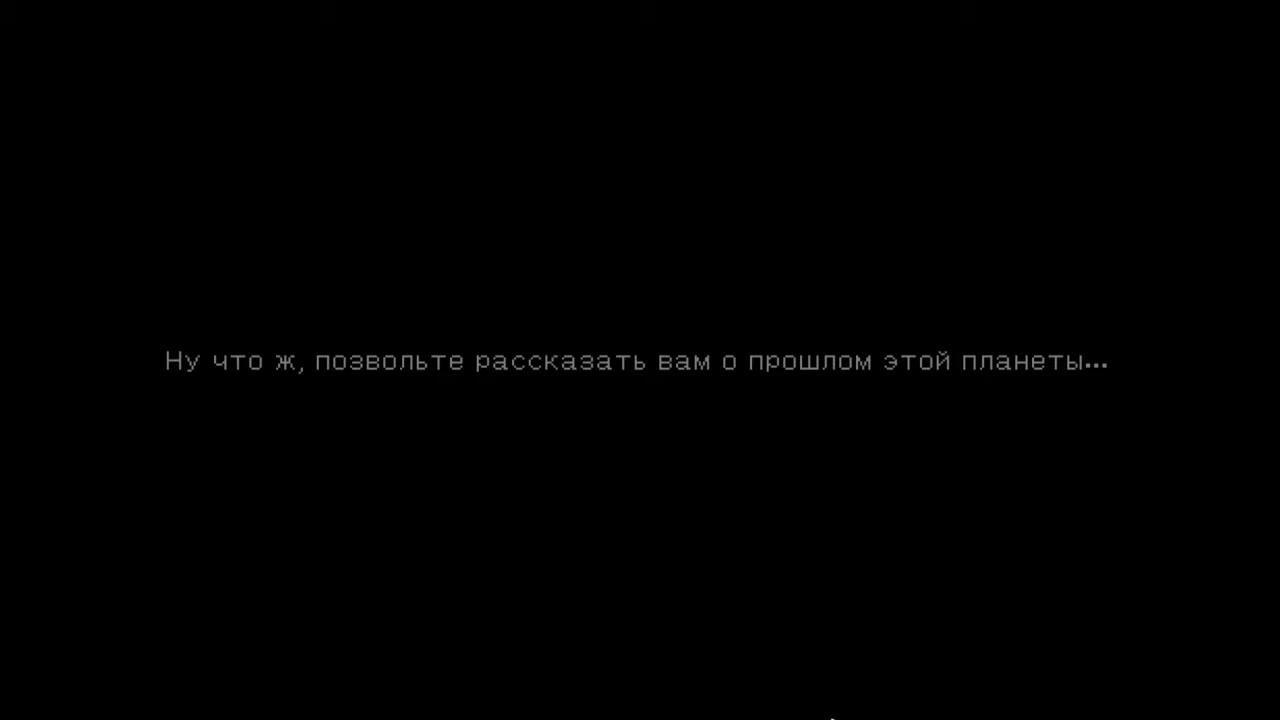 Ну что ж, позвольте рассказать вам о прошлом этой планеты...